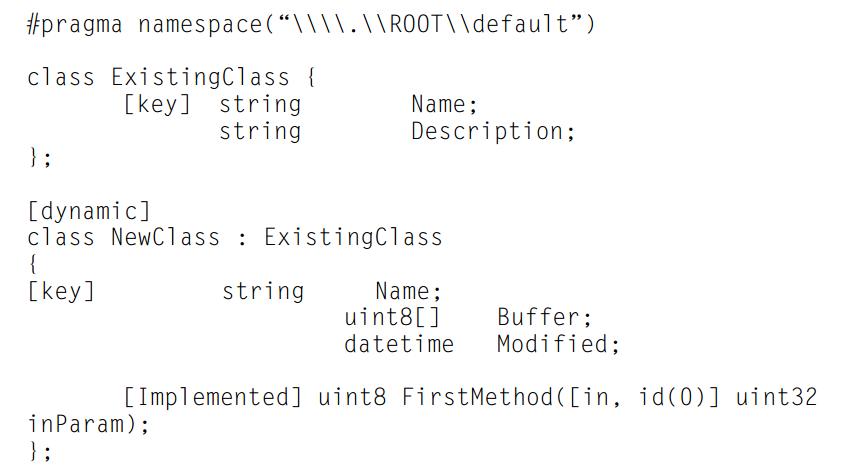 #pragma namespace(“\\\\.\\ROOT\\default”)
class ExistingClass {
[key] string Name;
string Description;
};
[dynamic]
class NewClass : ExistingClass
{
[key] string Name;
uint8[] Buffer;
datetime Modified;
[Implemented] uint8 FirstMethod([in, id(0)] uint32
inParam);
};